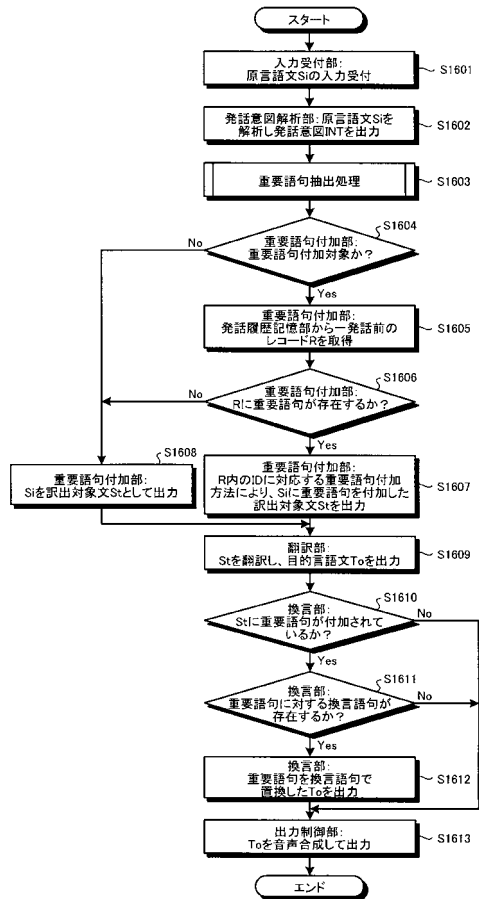 スタート
入力受付部:
原言語文Siの入力受付
S1601
発話意図解析部:原言語文Siを
解析し発話意図INTを出力
S1602
重要語句抽出処理
S1603
S1604
No
重要語句付加部:
重要語句付加対象か?
Yes
重要語句付加部:
発話履歴記憶部から一発話前の
レコードRを取得
S1605
S1606
No
重要語句付加部:
Rに重要語句が存在するか?
Yes
S1608
重要語句付加部:
Siを訳出対象文Stとして出力
重要語句付加部:
R内のIDに対応する重要語句付加
方法により、Siに重要語句を付加した
訳出対象文Stを出力
S1607
翻訳部:
Stを翻訳し、目的言語文Toを出力
S1609
S1610
換言部:
Stに重要語句が付加されて
いるか?
No
Yes
S1611
換言部:
重要語句に対する換言語句が
存在するか?
No
Yes
換言部:
重要語句を換言語句で
置換したToを出力
S1612
出力制御部:
Toを音声合成して出力
S1613
エンド